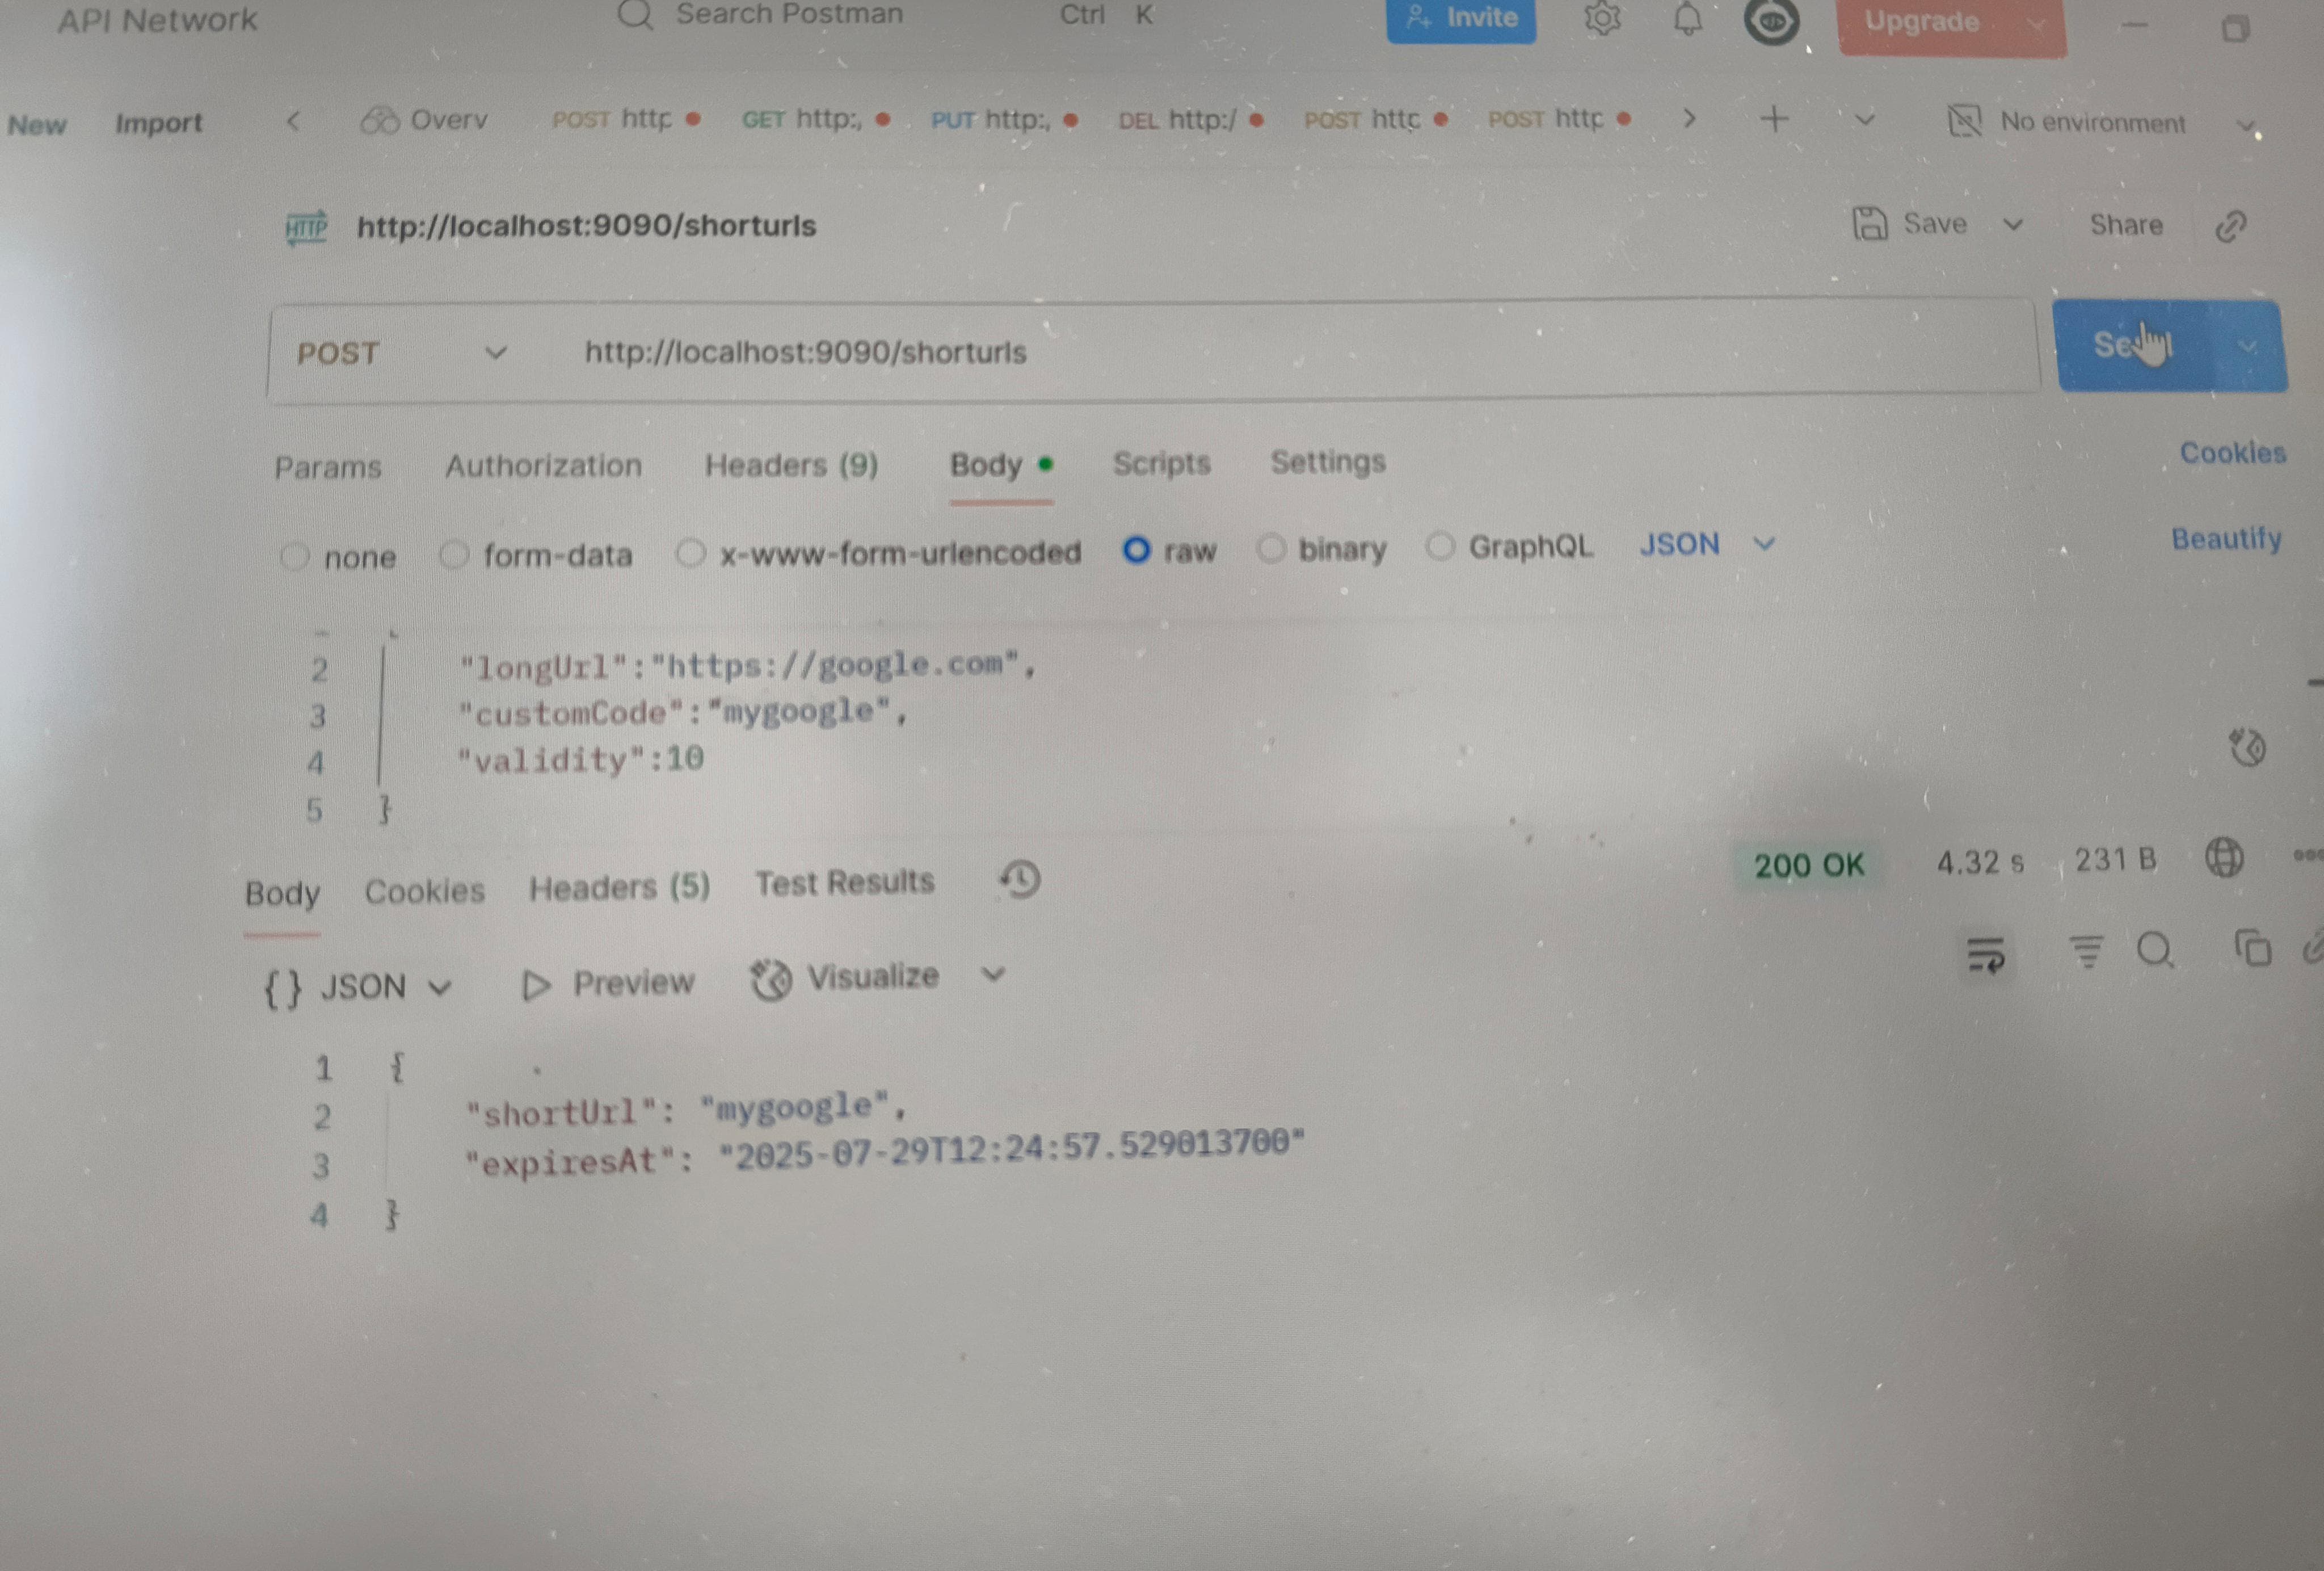 API Network Search Postman Ctrl K Invite Upgrade
New Import Overv POST http GET http:, PUT http:, DEL http:/ POST http POST http No environment
HTTP http://localhost:9090/shorturls Save Share
POST http://localhost:9090/shorturls
Params Authorization Headers (9) Body Scripts Settings Cookies
none form-data x-www-form-urlencoded raw binary GraphQL JSON Beautify
2 "longUrl":"https://google.com",
3 "customCode":"mygoogle",
4 "validity":10
5 }
Body Cookies Headers (5) Test Results 200 OK 4.32 s 231 B
{} JSON Preview Visualize
1 {
2 "shortUrl": "mygoogle",
3 "expiresAt": "2025-07-29T12:24:57.529013700"
4 }